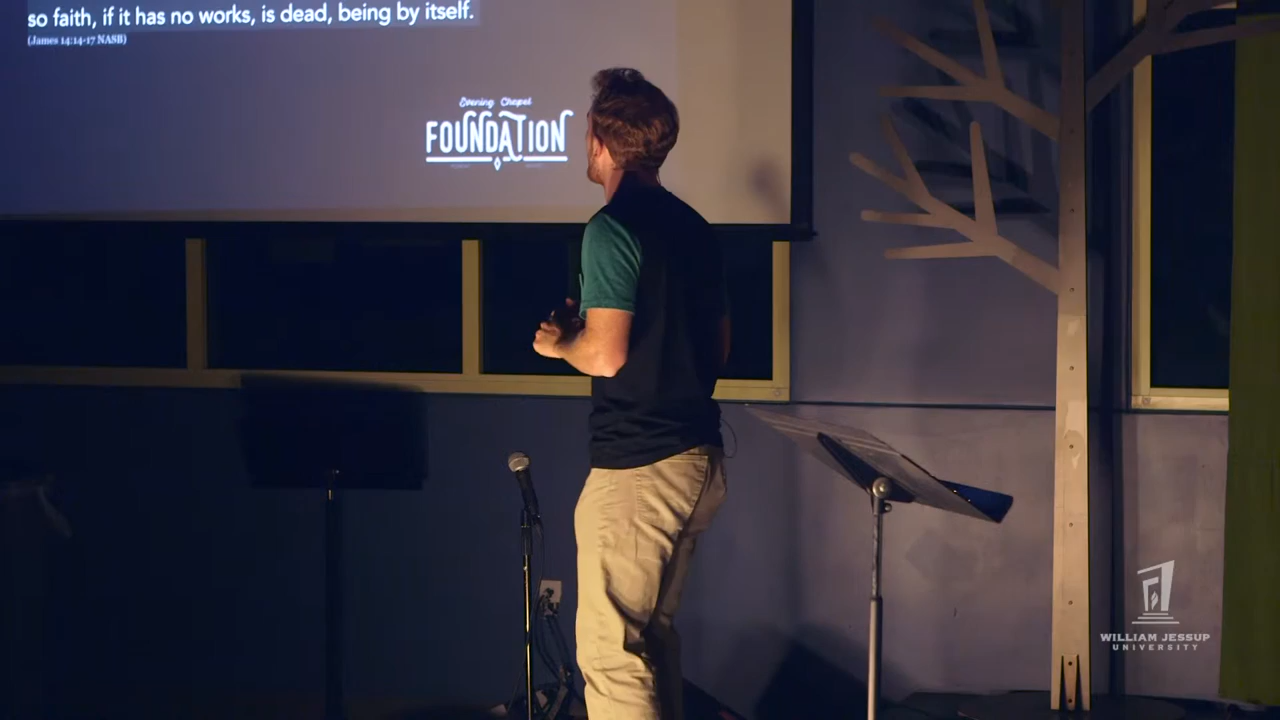 so faith, if it has no works, is dead, being by itself.
(James 14:14-17 NASB)
Evening Chapel
FOUNDATION
WILLIAM JESSUP
UNIVERSITY